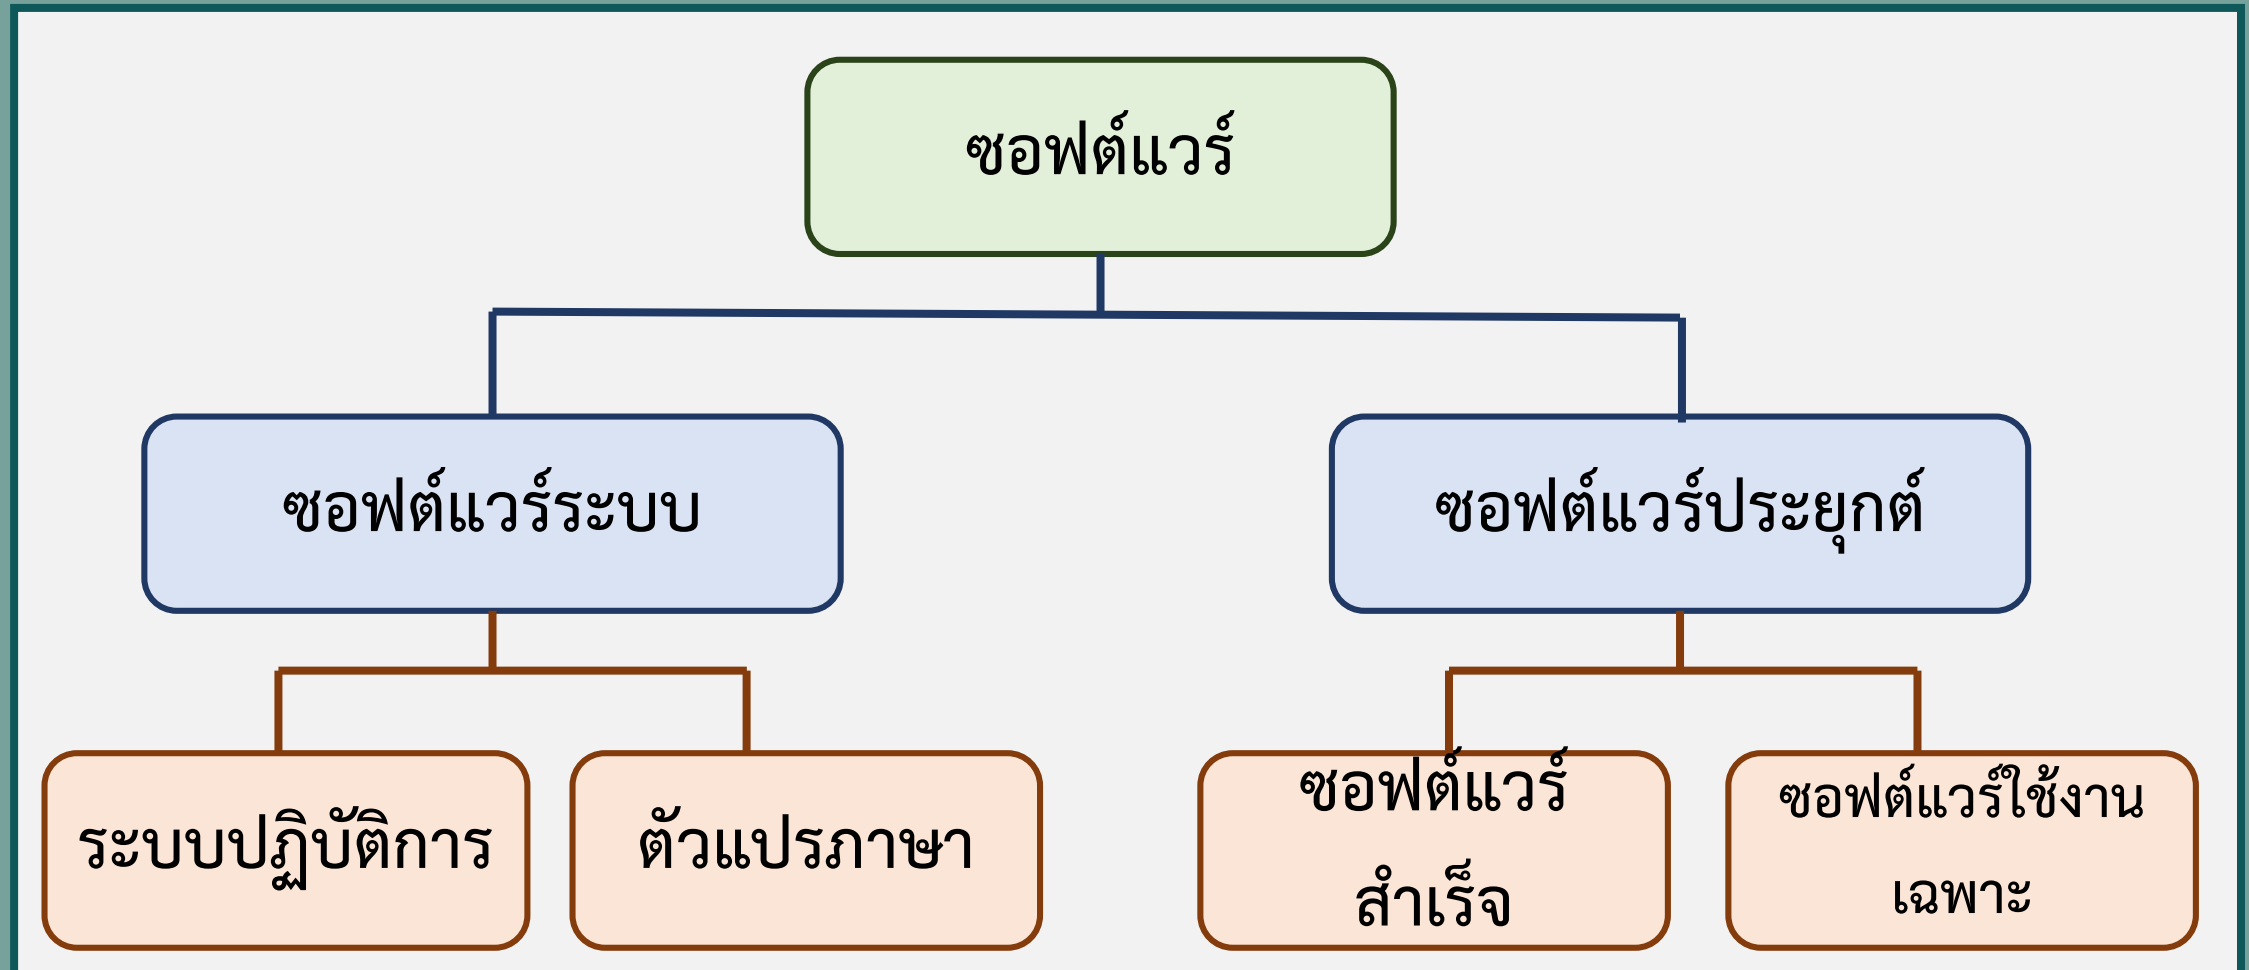 ซอฟต์แวร์
ซอฟต์แวร์ระบบ
ซอฟต์แวร์ประยุกต์
ระบบปฏิบัติการ
ตัวแปรภาษา
ซอฟต์แวร์
สำเร็จ
ซอฟต์แวร์ใช้งาน
เฉพาะ